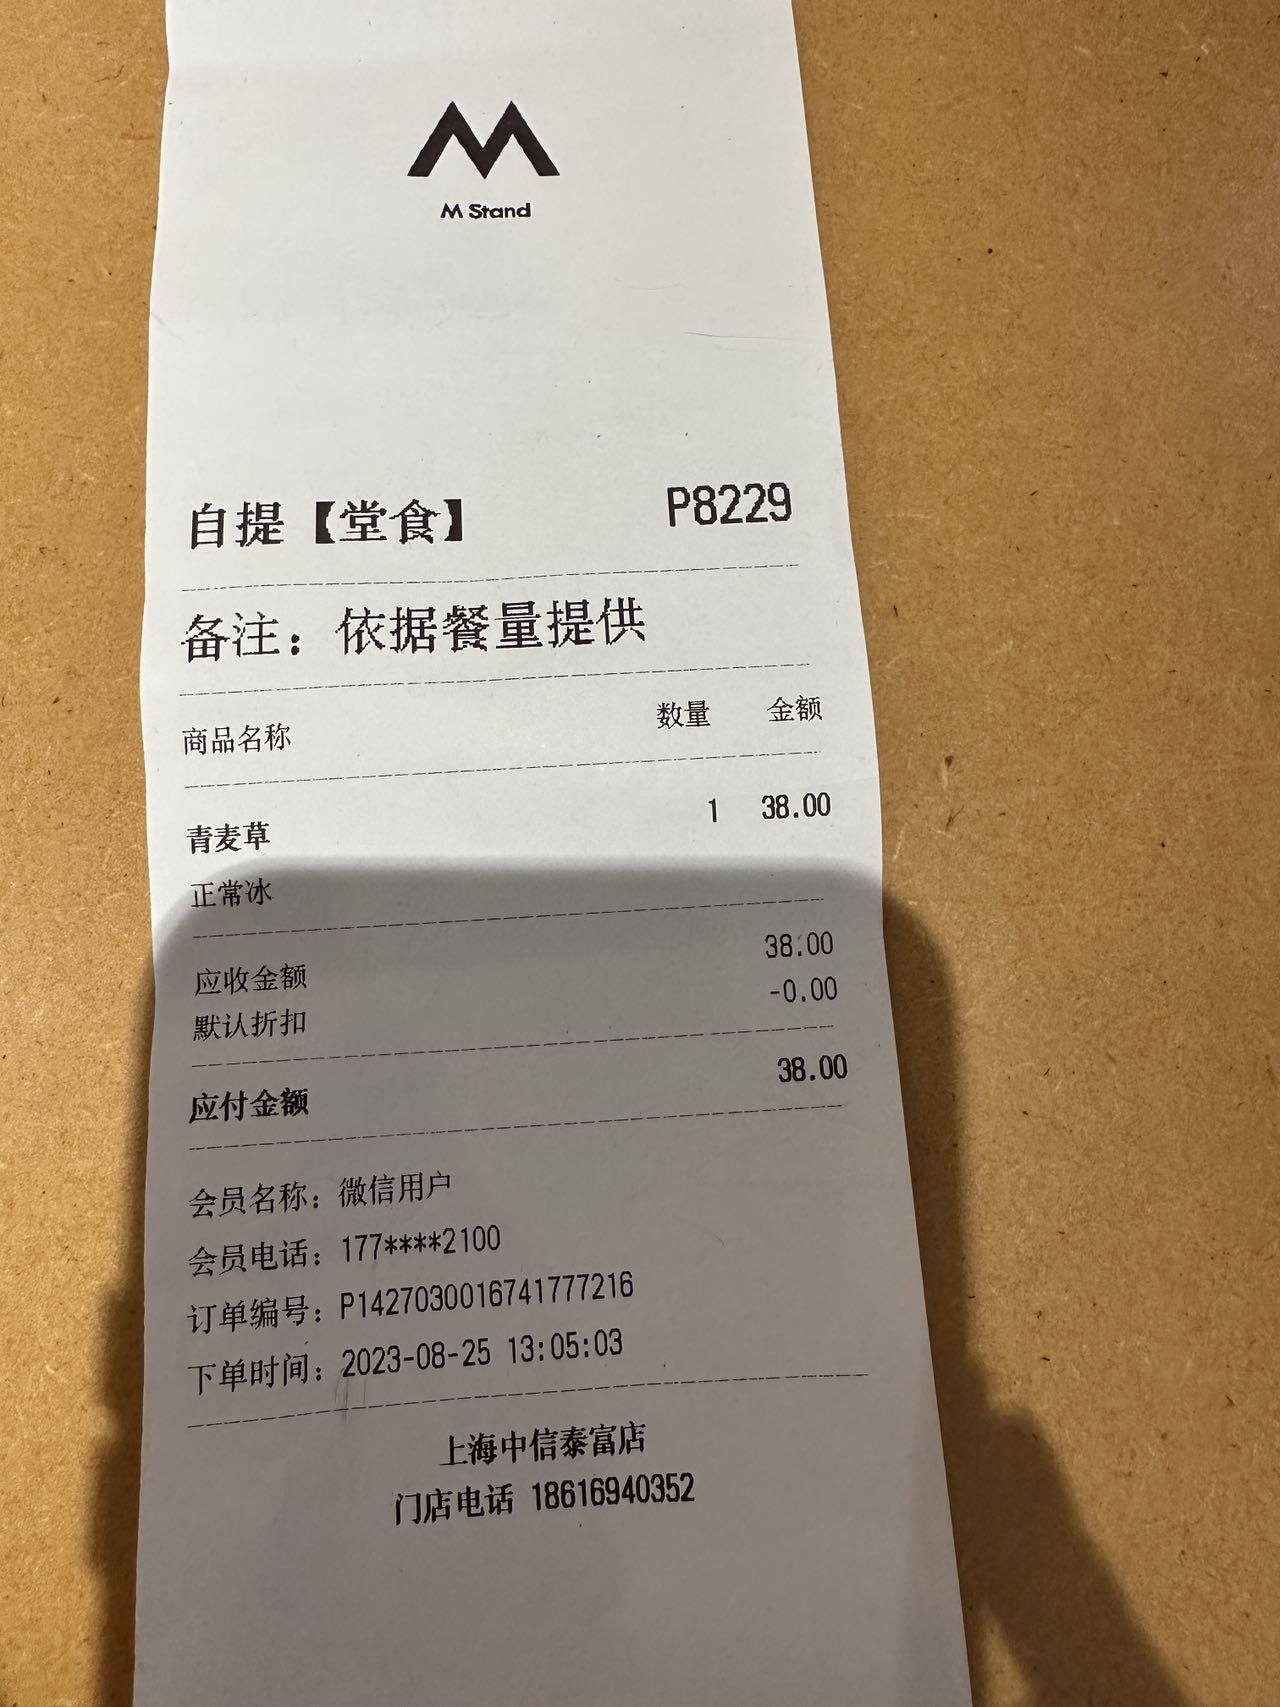 M Stand
自提【堂食】 P8229
备注：依据餐量提供
商品名称 数量 金额
青麦草 1 38.00
正常冰
应收金额 38.00
默认折扣 -0.00
应付金额 38.00
会员名称：微信用户
会员电话：177****2100
订单编号：P1427030016741777216
下单时间：2023-08-25 13:05:03
上海中信泰富店
门店电话 18616940352